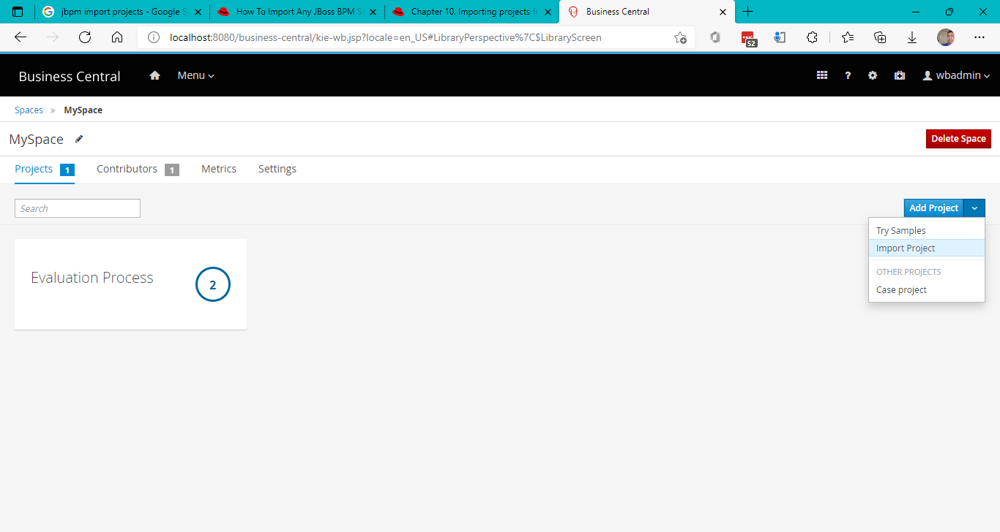 jbpm import projects - Google S
How To Import Any JBoss BPM S
Chapter 10. Importing projects fr
Business Central
localhost:8080/business-central/kie-wb.jsp?locale=en_US#LibraryPerspective%7C$LibraryScreen
52
Business Central
Menu
?
wbadmin
Spaces » MySpace
MySpace
Delete Space
Projects 1
Contributors 1
Metrics
Settings
Search
Add Project
Try Samples
Import Project
OTHER PROJECTS
Case project
Evaluation Process
2